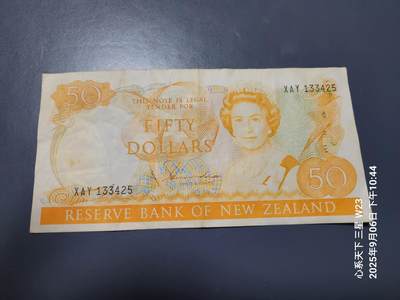 50
THIS NOTE IS LEGAL
TENDER FOR
FIFTY
DOLLARS
XAY 133425
XAY 133425
50
RESERVE BANK OF NEW ZEALAND
心系天下 三星 W23
2025年9月06日 下午10:44